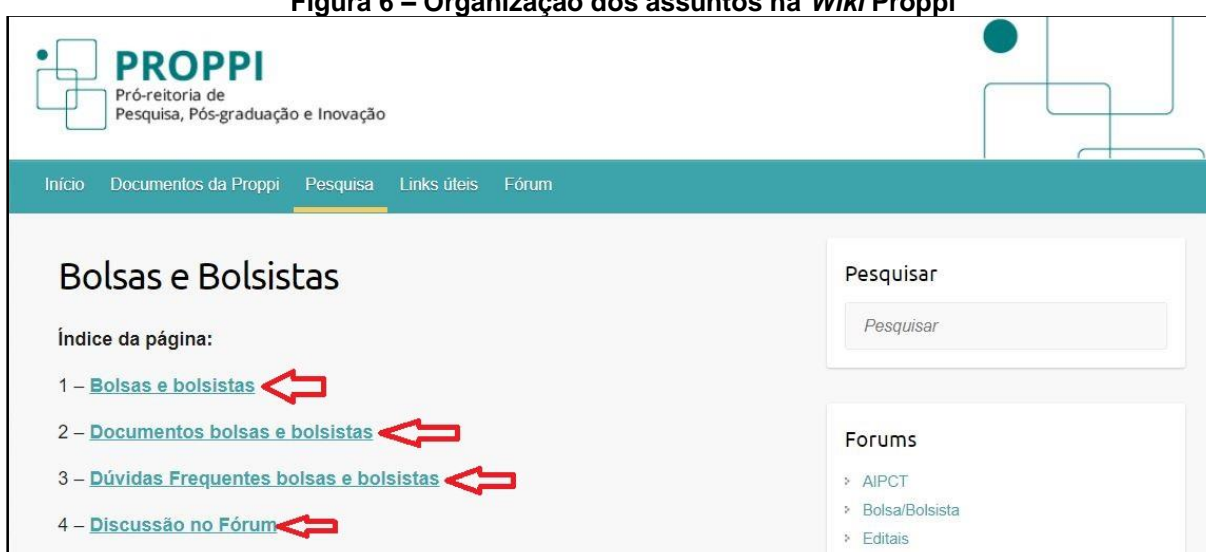 Figura 6 – Organização dos assuntos na Wiki Proppi
PROPPI
Pró-reitoria de
Pesquisa, Pós-graduação e Inovação
Início Documentos da Proppi Pesquisa Links úteis Fórum
Bolsas e Bolsistas
Índice da página:
1 – Bolsas e bolsistas
2 – Documentos bolsas e bolsistas
3 – Dúvidas Frequentes bolsas e bolsistas
4 – Discussão no Fórum
Pesquisar
Pesquisar
Forums
AIPCT
Bolsa/Bolsista
Editais